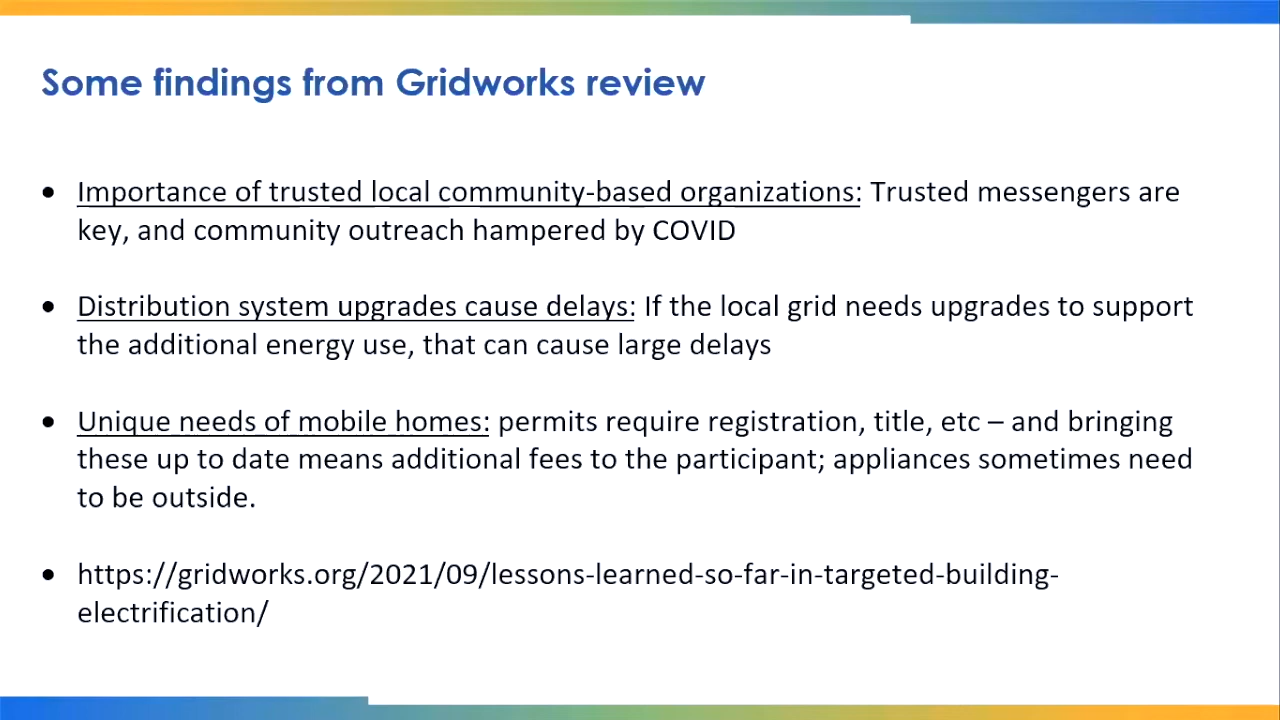 Some findings from Gridworks review
• Importance of trusted local community-based organizations: Trusted messengers are
key, and community outreach hampered by COVID
• Distribution system upgrades cause delays: If the local grid needs upgrades to support
the additional energy use, that can cause large delays
• Unique needs of mobile homes: permits require registration, title, etc – and bringing
these up to date means additional fees to the participant; appliances sometimes need
to be outside.
• https://gridworks.org/2021/09/lessons-learned-so-far-in-targeted-building-
electrification/